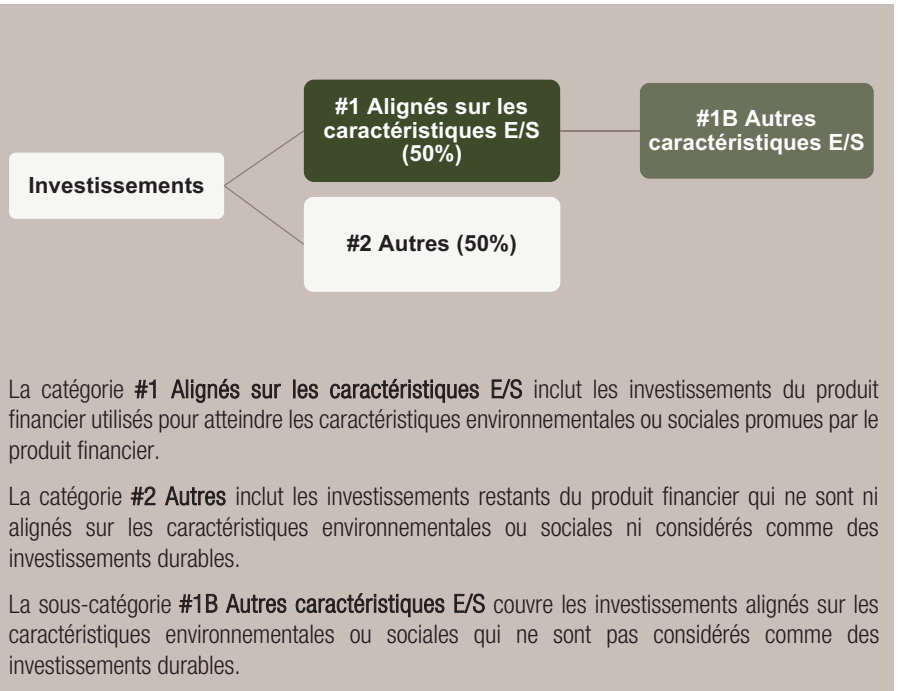 #1 Alignés sur les
caractéristiques E/S
(50%)
#1B Autres
caractéristiques E/S
Investissements
#2 Autres (50%)
La catégorie #1 Alignés sur les caractéristiques E/S inclut les investissements du produit
financier utilisés pour atteindre les caractéristiques environnementales ou sociales promues par le
produit financier.
La catégorie #2 Autres inclut les investissements restants du produit financier qui ne sont ni
alignés sur les caractéristiques environnementales ou sociales ni considérés comme des
investissements durables.
La sous-catégorie #1B Autres caractéristiques E/S couvre les investissements alignés sur les
caractéristiques environnementales ou sociales qui ne sont pas considérés comme des
investissements durables.